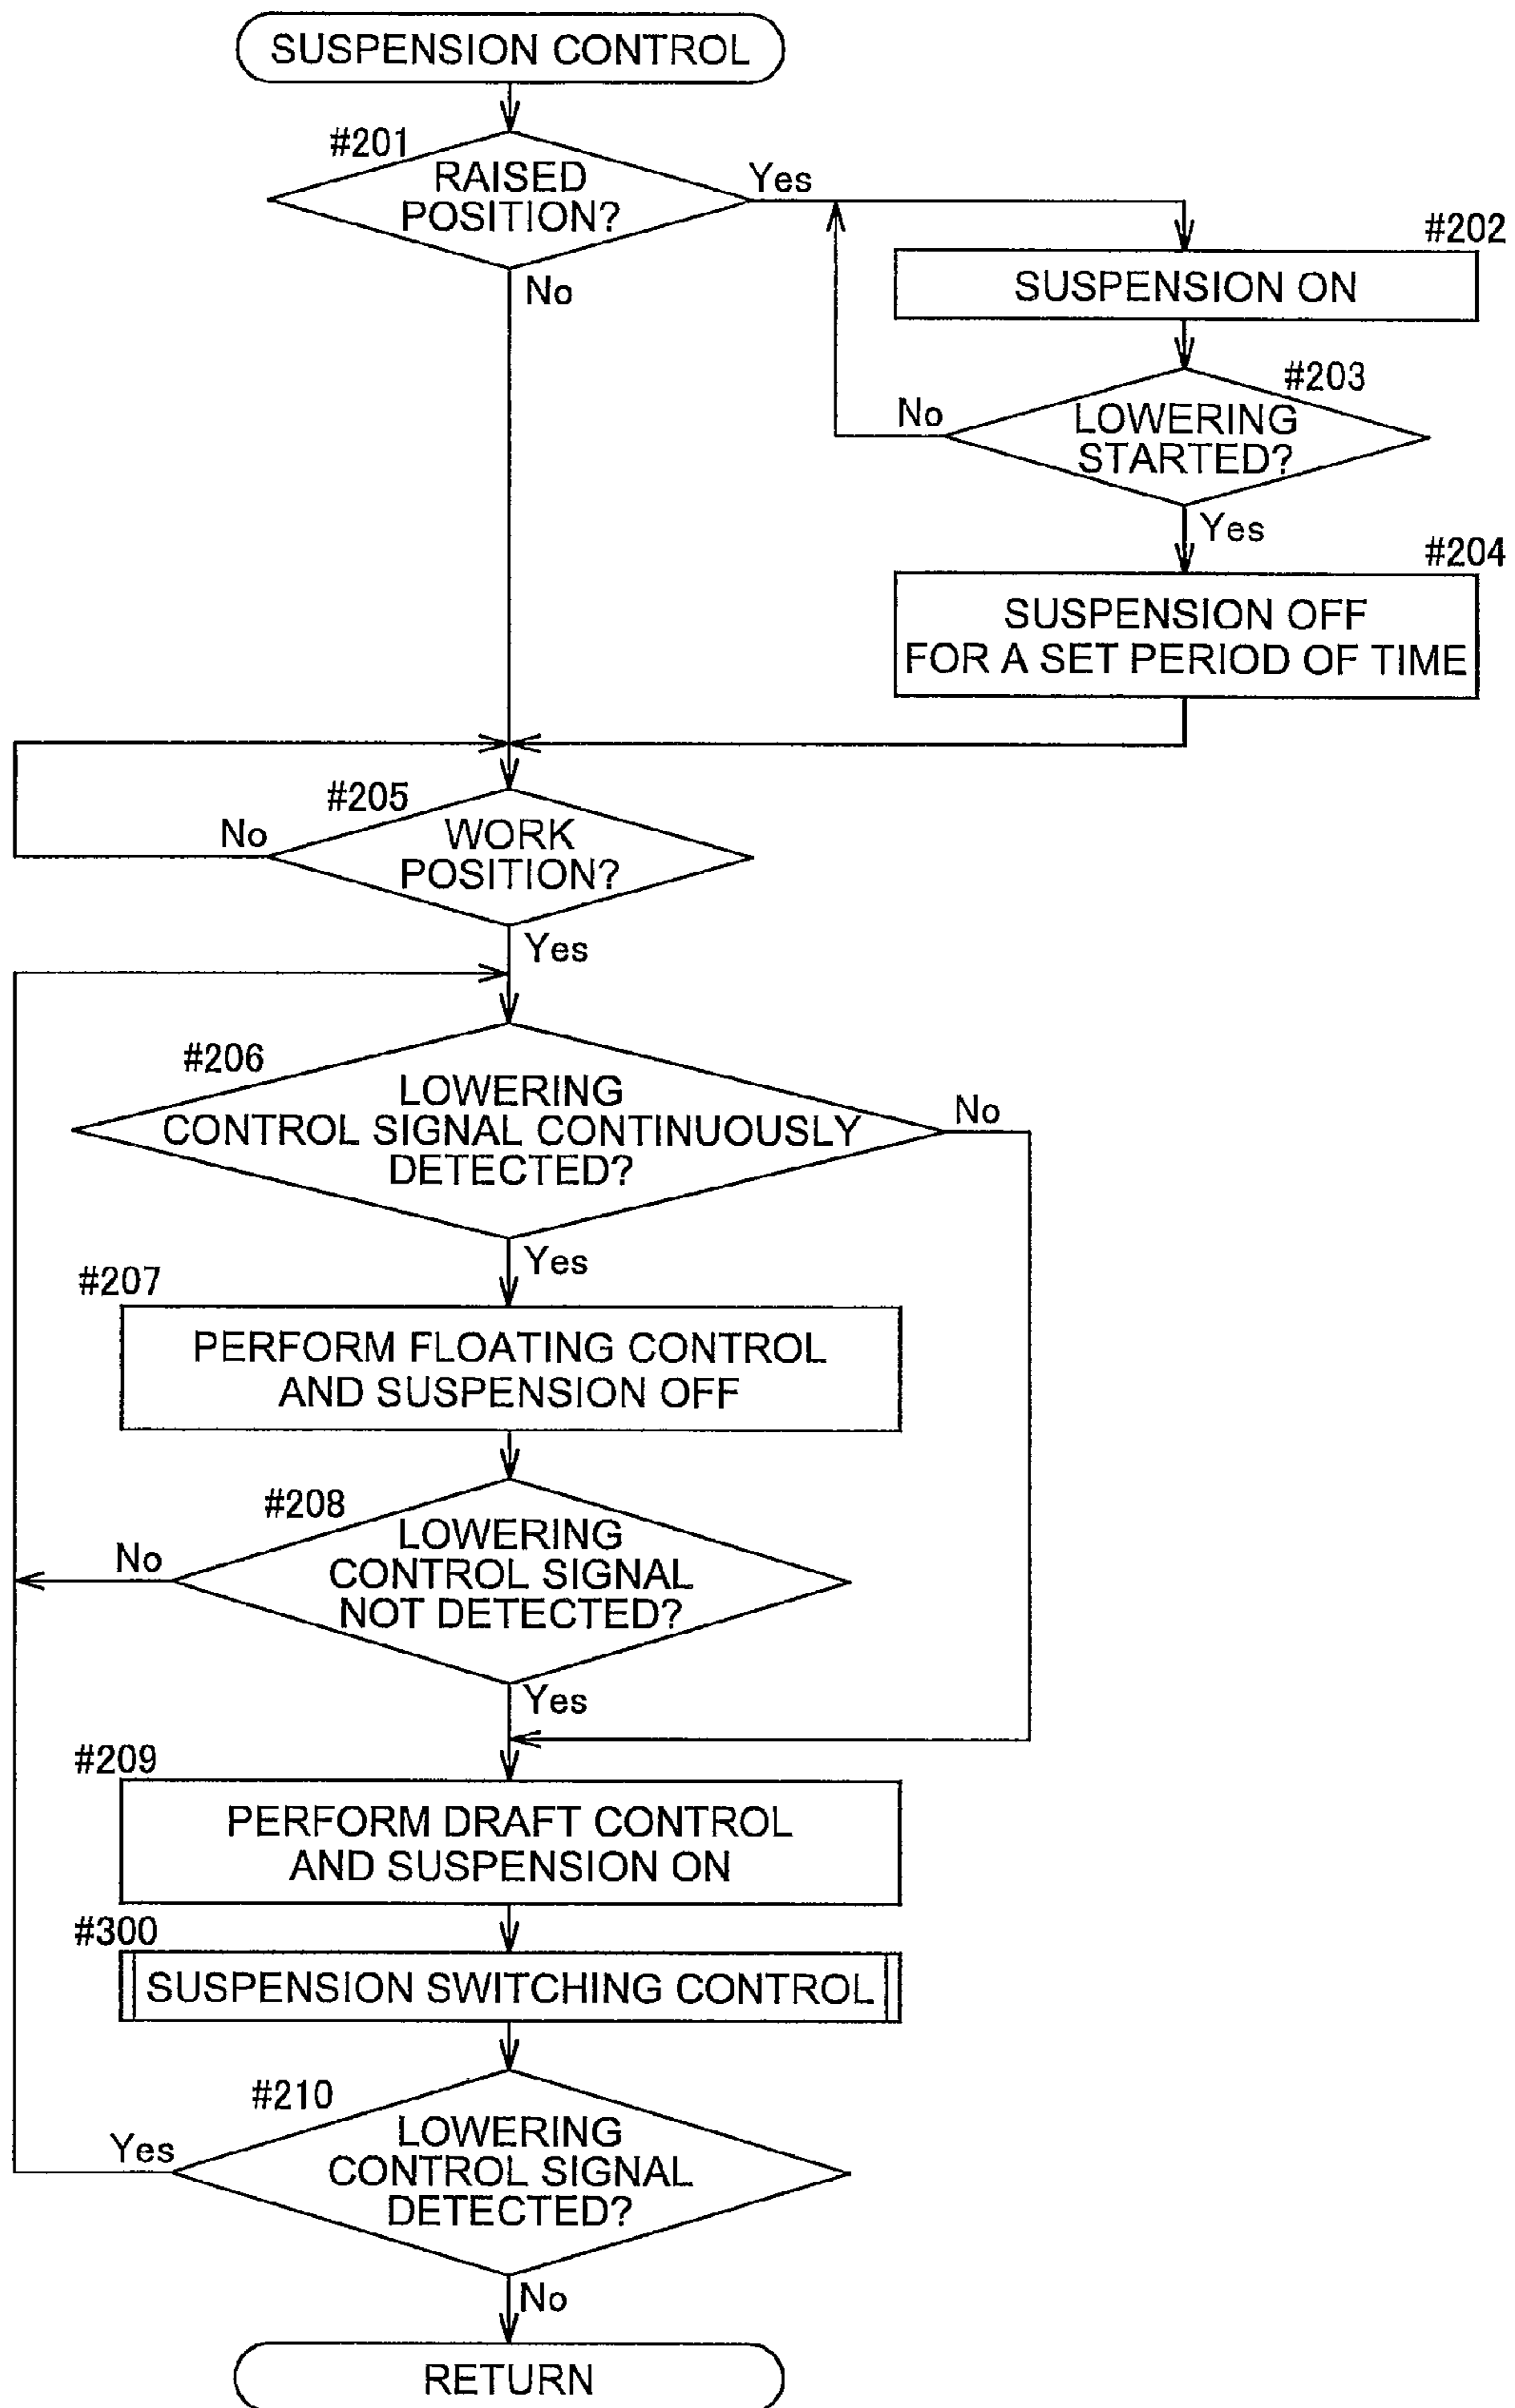 SUSPENSION CONTROL
#201
RAISED
POSITION?
Yes
No
#202
SUSPENSION ON
#203
LOWERING
STARTED?
No
Yes
#204
SUSPENSION OFF
FOR A SET PERIOD OF TIME
#205
WORK
POSITION?
No
Yes
#206
LOWERING
CONTROL SIGNAL CONTINUOUSLY
DETECTED?
No
Yes
#207
PERFORM FLOATING CONTROL
AND SUSPENSION OFF
#208
LOWERING
CONTROL SIGNAL
NOT DETECTED?
No
Yes
#209
PERFORM DRAFT CONTROL
AND SUSPENSION ON
#300
SUSPENSION SWITCHING CONTROL
#210
LOWERING
CONTROL SIGNAL
DETECTED?
Yes
No
RETURN